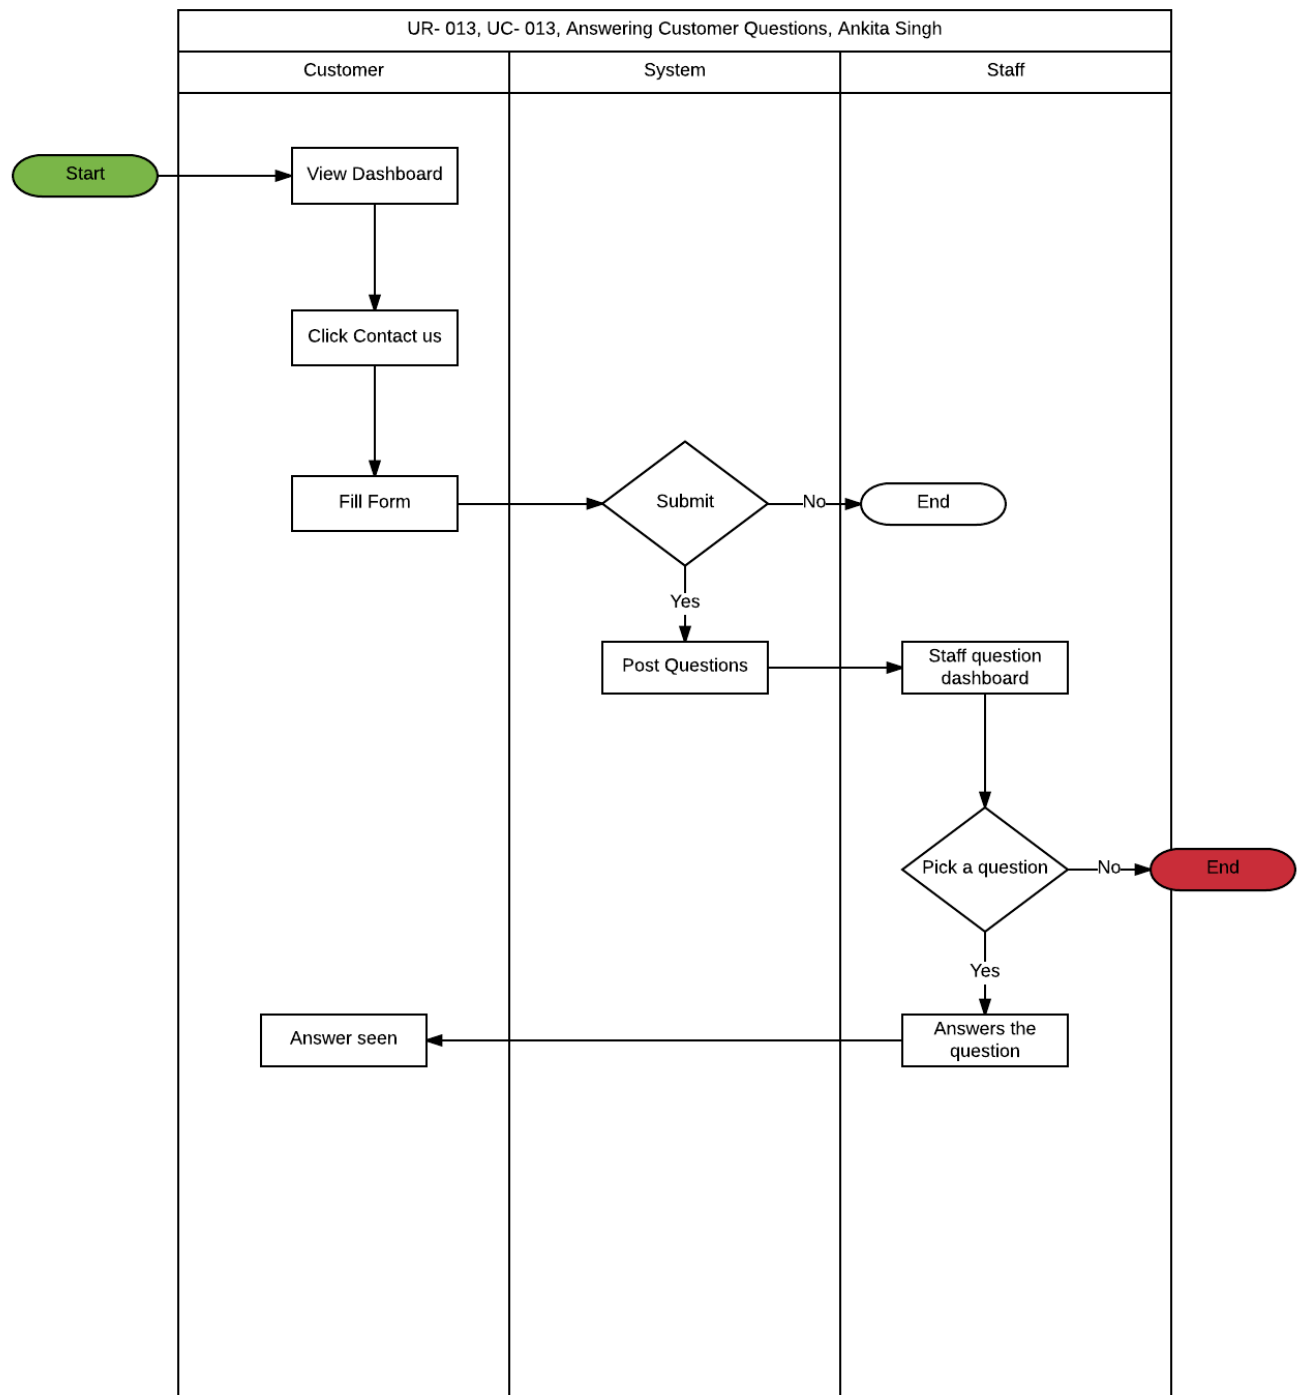 UR- 013, UC- 013, Answering Customer Questions, Ankita Singh
Customer
System
Staff
Start
View Dashboard
Click Contact us
Fill Form
Submit
No
End
Yes
Post Questions
Staff question
dashboard
Pick a question
No
End
Yes
Answers the
question
Answer seen